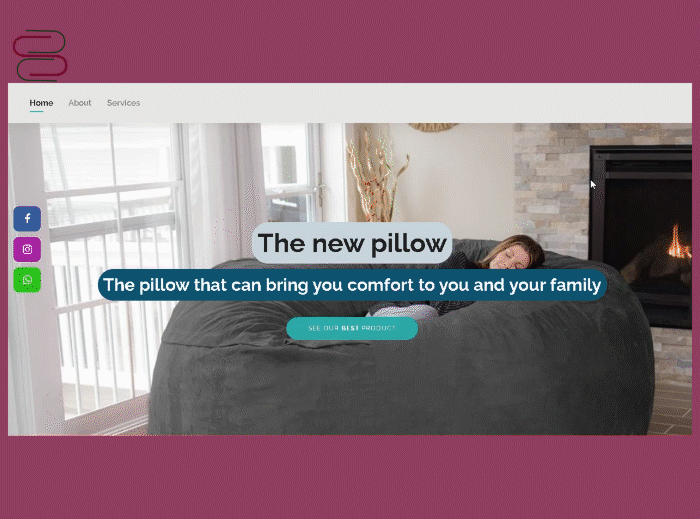 Home About Services
The new pillow
The pillow that can bring you comfort to you and your family
SEE OUR BEST PRODUCT